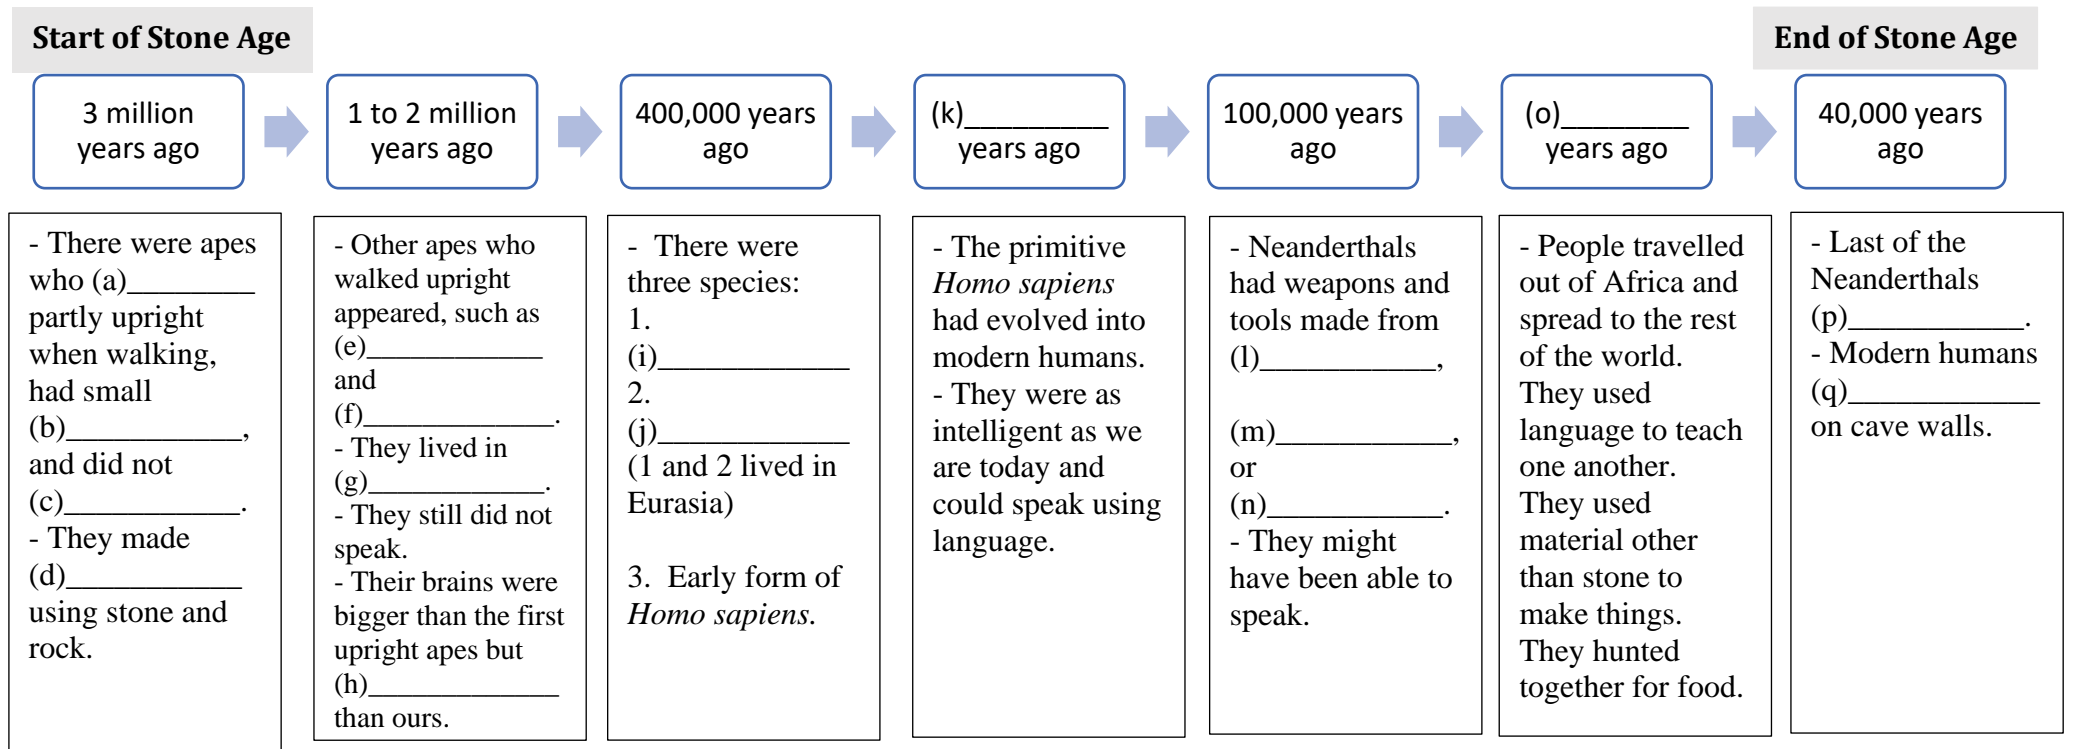 Start of Stone Age
End of Stone Age
3 million
years ago
1 to 2 million
years ago
400,000 years
ago
(k)_________
years ago
100,000 years
ago
(o)________
years ago
40,000 years
ago
- There were apes
who (a)________
partly upright
when walking,
had small
(b)___________,
and did not
(c)___________.
- They made
(d)___________
using stone and
rock.
- Other apes who
walked upright
appeared, such as
(e)____________
and
(f)_____________.
- They lived in
(g)____________.
- They still did not
speak.
- Their brains were
bigger than the first
upright apes but
(h)_____________
than ours.
- There were
three species:
1.
(i)____________
2.
(j)____________
(1 and 2 lived in
Eurasia)
3. Early form of
Homo sapiens.
- The primitive
Homo sapiens
had evolved into
modern humans.
- They were as
intelligent as we
are today and
could speak using
language.
- Neanderthals
had weapons and
tools made from
(l)___________,
(m)___________,
or
(n)___________.
- They might
have been able to
speak.
- People travelled
out of Africa and
spread to the rest
of the world.
They used
language to teach
one another.
They used
material other
than stone to
make things.
They hunted
together for food.
- Last of the
Neanderthals
(p)___________.
- Modern humans
(q)____________
on cave walls.